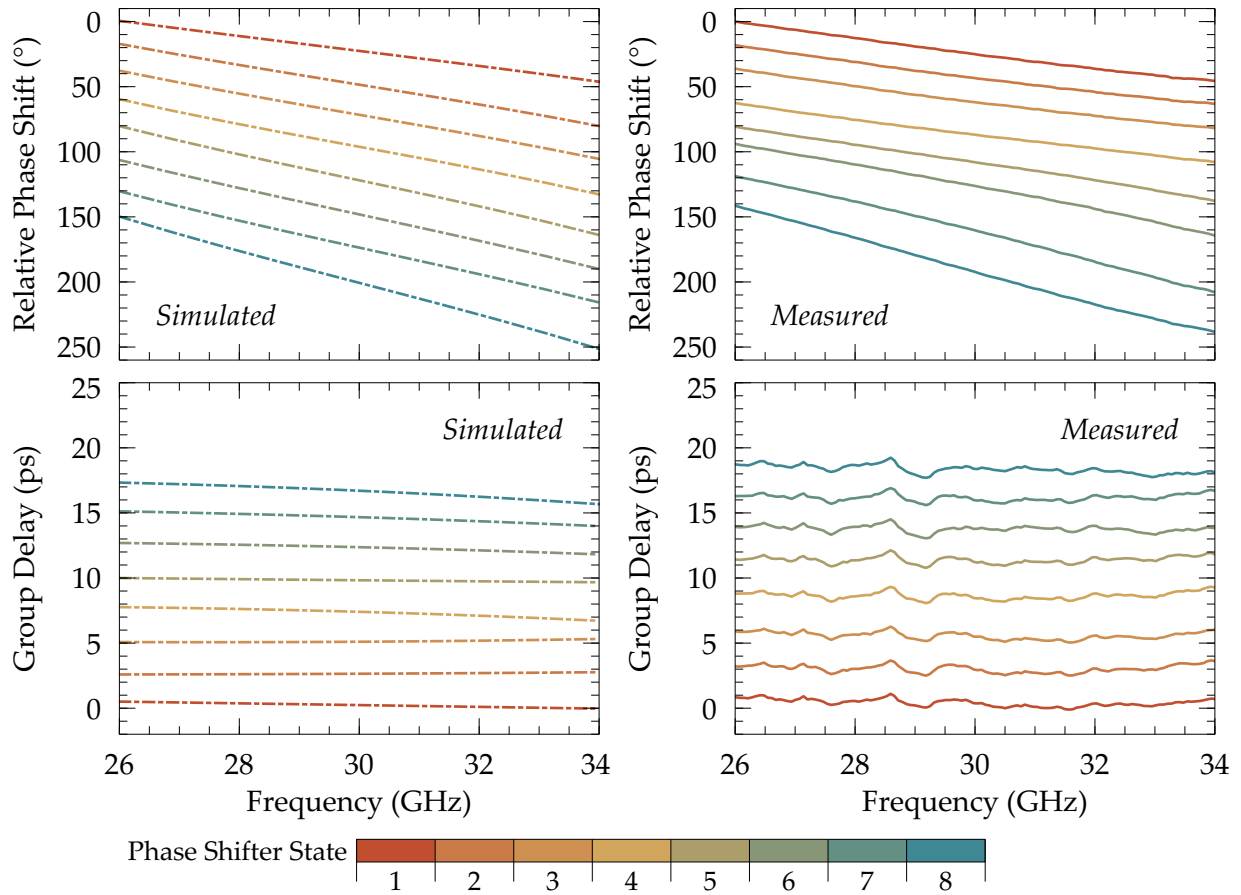 Relative Phase Shift (°)
0
50
100
150
200
250
Simulated
Relative Phase Shift (°)
0
50
100
150
200
250
Measured
Group Delay (ps)
25
20
15
10
5
0
Simulated
26 28 30 32 34
Frequency (GHz)
Group Delay (ps)
25
20
15
10
5
0
Measured
26 28 30 32 34
Frequency (GHz)
Phase Shifter State
1 2 3 4 5 6 7 8